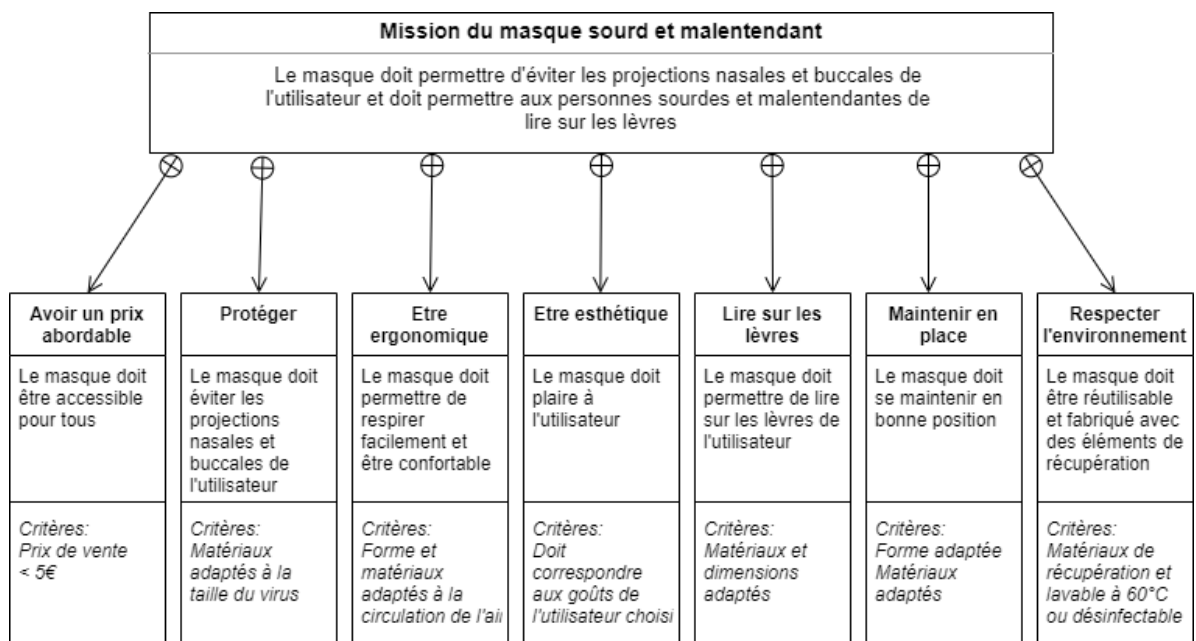 Mission du masque sourd et malentendant
Le masque doit permettre d'éviter les projections nasales et buccales de
l'utilisateur et doit permettre aux personnes sourdes et malentendantes de
lire sur les lèvres
Avoir un prix
abordable
Le masque doit
être accessible
pour tous
Critères:
Prix de vente
< 5€
Protéger
Le masque doit
éviter les
projections
nasales et
buccales de
l'utilisateur
Critères:
Matériaux
adaptés à la
taille du virus
Etre
ergonomique
Le masque doit
permettre de
respirer
facilement et
être confortable
Critères:
Forme et
matériaux
adaptés à la
circulation de l'ai
Etre esthétique
Le masque doit
plaire à
l'utilisateur
Critères:
Doit
correspondre
aux goûts de
l'utilisateur choisi
Lire sur les
lèvres
Le masque doit
permettre de lire
sur les lèvres de
l'utilisateur
Critères:
Matériaux et
dimensions
adaptés
Maintenir en
place
Le masque doit
se maintenir en
bonne position
Critères:
Forme adaptée
Matériaux
adaptés
Respecter
l'environnement
Le masque doit
être réutilisable
et fabriqué avec
des éléments de
récupération
Critères:
Matériaux de
récupération et
lavable à 60°C
ou désinfectable